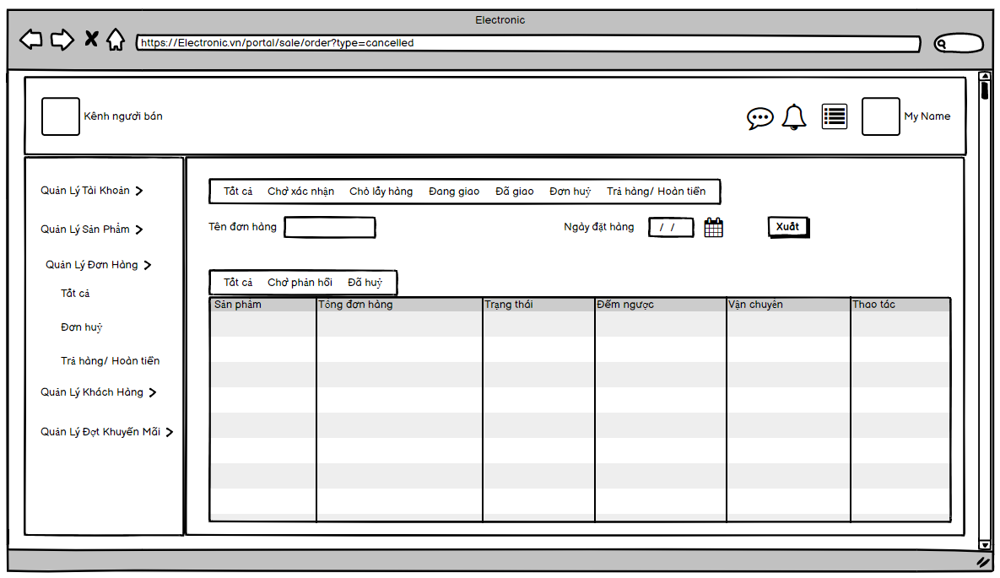 Electronic
https://Electronic.vn/portal/sale/order?type=cancelled
Kênh người bán
My Name
Quản Lý Tài Khoản
Quản Lý Sản Phẩm
Quản Lý Đơn Hàng
Tất cả
Đơn huỷ
Trả hàng/ Hoàn tiền
Quản Lý Khách Hàng
Quản Lý Đợt Khuyến Mãi
Tất cả Chờ xác nhận Chờ lấy hàng Đang giao Đã giao Đơn huỷ Trả hàng/ Hoàn tiền
Tên đơn hàng Ngày đặt hàng / / Xuất
Tất cả Chờ phản hồi Đã huỷ
Sản phẩm Tổng đơn hàng Trạng thái Đếm ngược Vận chuyển Thao tác